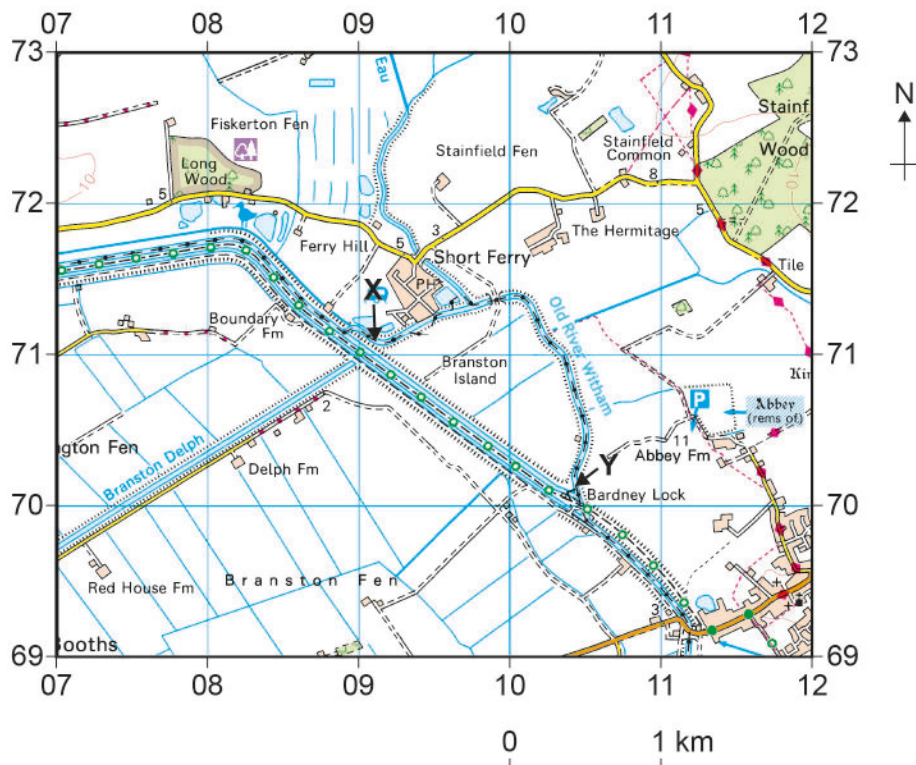 07 08 09 10 11 12
73 73
N
Eau
Fiskerton Fen
Stainf
Wood
Stainfield Fen
Stainfield
Common
Long
Wood
10
10
72 72
5
8
5
3
5
The Hermitage
Ferry Hill
Short Ferry
Tile
PH
X
Boundary
Fm
Old River Witham
71 71
Branston
Island
Kir
2
P
Abbey
(rems of)
11
ngton Fen
Branston Delph
Delph Fm
Abbey Fm
Y
70 70
Bardney Lock
Red House Fm
Branston Fen
3
Booths
69 69
07 08 09 10 11 12
0 1 km